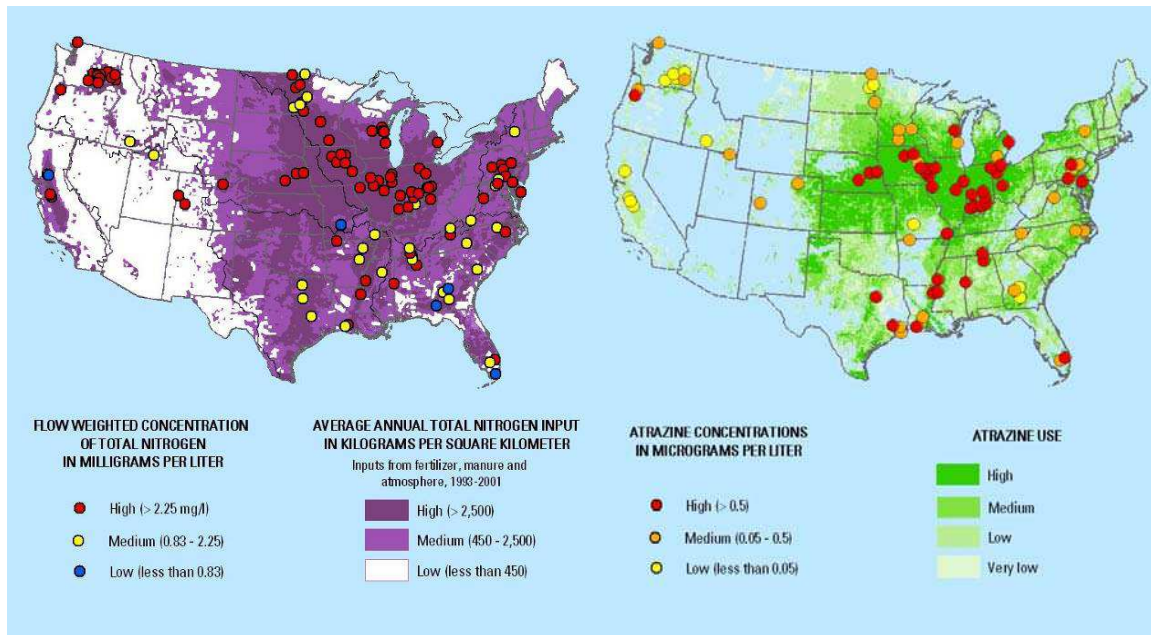 FLOW WEIGHTED CONCENTRATION
OF TOTAL NITROGEN
IN MILLIGRAMS PER LITER
High (> 2.25 mg/l)
Medium (0.83 - 2.25)
Low (less than 0.83)
AVERAGE ANNUAL TOTAL NITROGEN INPUT
IN KILOGRAMS PER SQUARE KILOMETER
Inputs from fertilizer, manure and
atmosphere, 1993-2001
High (> 2,500)
Medium (450 - 2,500)
Low (less than 450)
ATRAZINE CONCENTRATIONS
IN MICROGRAMS PER LITER
High (> 0.5)
Medium (0.05 - 0.5)
Low (less than 0.05)
ATRAZINE USE
High
Medium
Low
Very low